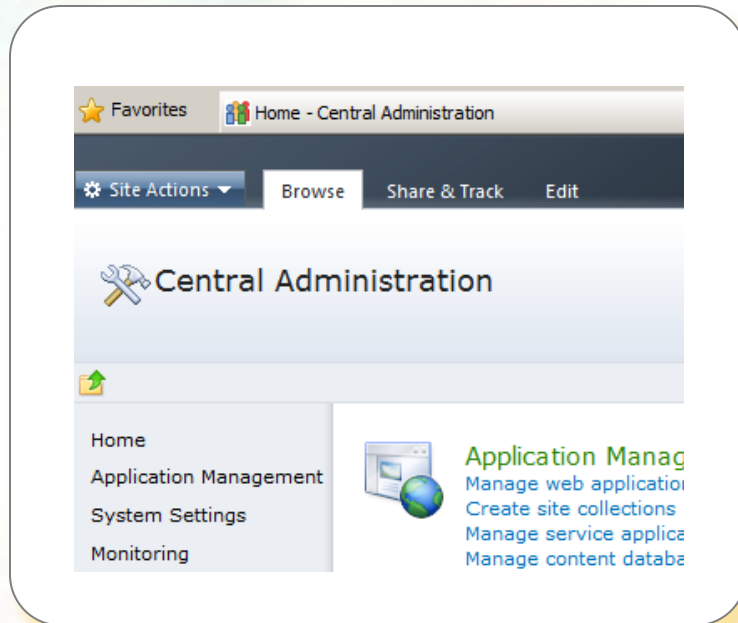 Favorites
Home - Central Administration
Site Actions Browse Share & Track Edit
Central Administration
Home
Application Management
System Settings
Monitoring
Application Manag
Manage web application
Create site collections
Manage service applica
Manage content databa